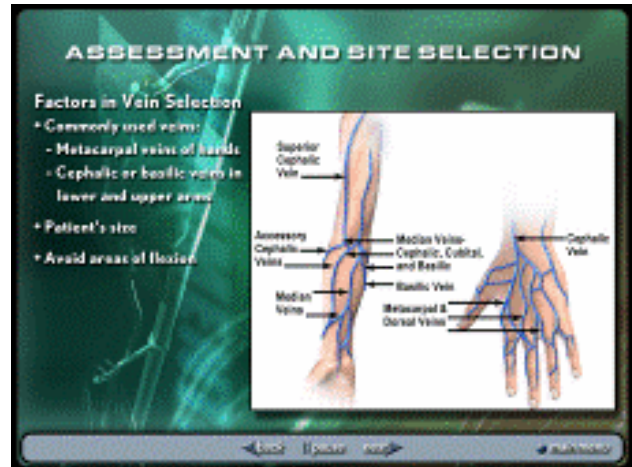 ASSESSMENT AND SITE SELECTION
Factors in Vein Selection
• Commonly used veins:
- Metacarpal veins of hands
- Cephalic or basilic veins in
lower and upper arms
• Patient's size
• Avoid areas of flexion
Superior
Cephalic
Vein
Accessory
Cephalic
Veins
Median
Veins
Median Veins-
Cephalic, Cubital,
and Basilic
Basilic Vein
Metacarpal &
Dorsal Veins
Cephalic
Vein
back
pause
next
main menu